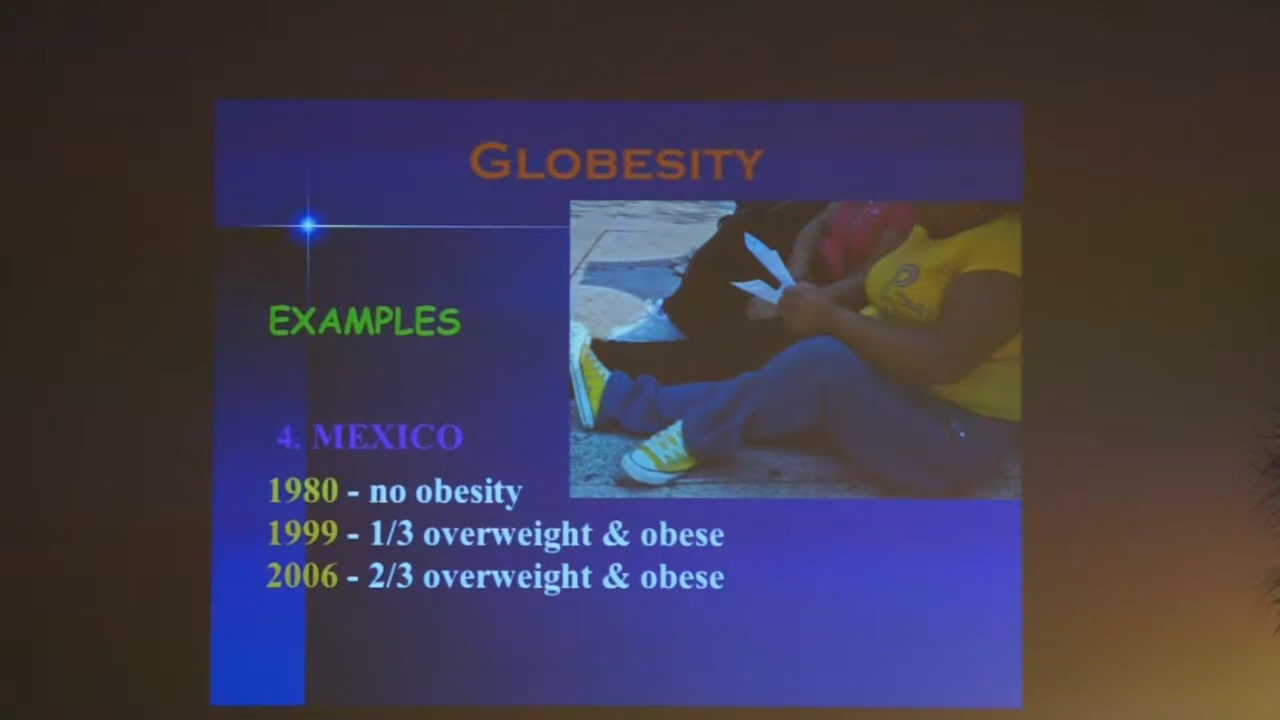 GLOBESITY
EXAMPLES
4. MEXICO
1980 - no obesity
1999 - 1/3 overweight & obese
2006 - 2/3 overweight & obese